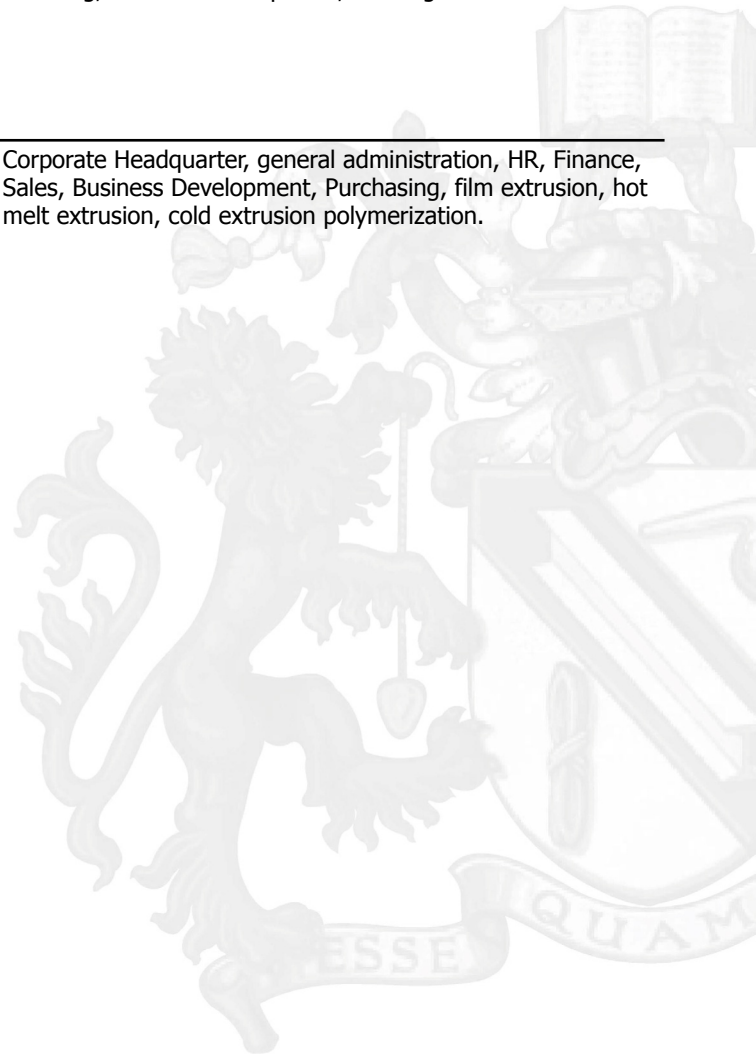 Corporate Headquarter, general administration, HR, Finance,
Sales, Business Development, Purchasing, film extrusion, hot
melt extrusion, cold extrusion polymerization.
ESSE
QUAM